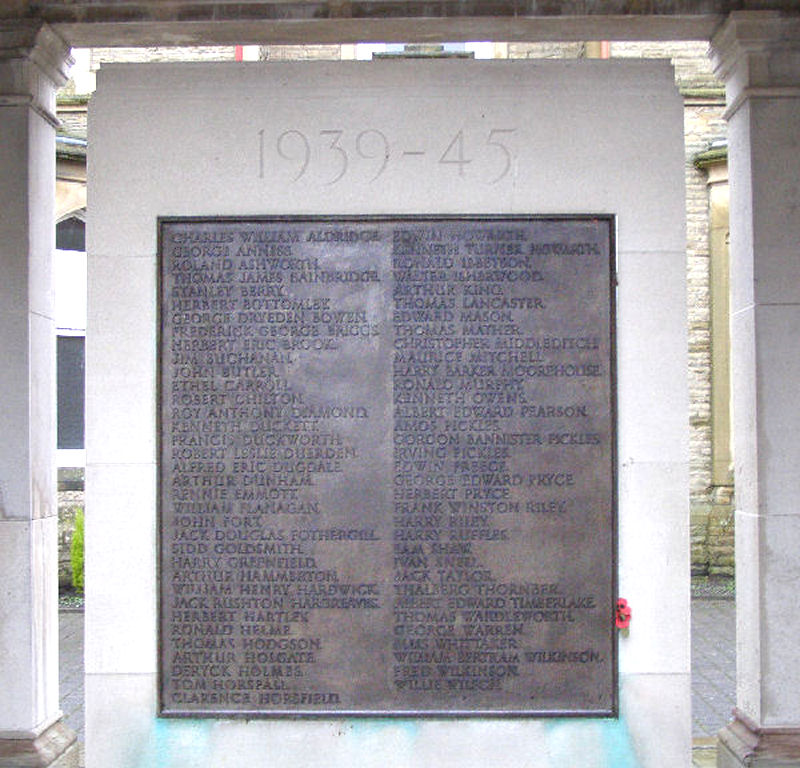 1939-45
CHARLES WILLIAM ALDRIDGE.
GEORGE ANNISS.
ROLAND ASHWORTH.
THOMAS JAMES BAINBRIDGE.
STANLEY BERRY.
HERBERT BOTTOMLEY.
GEORGE DRYEDEN BOWEN.
FREDERICK GEORGE BRIGGS.
HERBERT ERIC BROOK.
JIM BUCHANAN.
JOHN BUTLER.
ETHEL CARROLL.
ROBERT CHILTON.
ROY ANTHONY DIAMOND.
KENNETH DUCKETT.
FRANCIS DUCKWORTH.
ROBERT LESLIE DUERDEN.
ALFRED ERIC DUGDALE.
ARTHUR DUNHAM.
RENNIE EMMOTT.
WILLIAM FLANAGAN.
JOHN FORT.
JACK DOUGLAS FOTHERGILL.
SIDD GOLDSMITH.
HARRY GREENFIELD.
ARTHUR HAMMERTON.
WILLIAM HENRY HARDWICK.
JACK RUSHTON HARGREAVES.
HERBERT HARTLEY.
RONALD HELME.
THOMAS HODGSON.
ARTHUR HOLGATE.
DERYCK HOLMES.
TOM HORSFALL.
CLARENCE HORSFIELD.
EDWIN HOWARTH.
KENNETH TURNER HOWARTH.
RONALD IBBETSON.
WALTER ISHERWOOD.
ARTHUR KING.
THOMAS LANCASTER.
EDWARD MASON.
THOMAS MATHER.
CHRISTOPHER MIDDLEDITCH.
MAURICE MITCHELL.
HARRY BARKER MOOREHOUSE.
RONALD MURPHY.
KENNETH OWENS.
ALBERT EDWARD PEARSON.
AMOS PICKLES.
GORDON BANNISTER PICKLES.
IRVING PICKLES.
EDWIN PREECE.
GEORGE EDWARD PRYCE.
HERBERT PRYCE.
FRANK WINSTON RILEY.
HARRY RILEY.
HARRY RUFFLES.
SAM SHAW.
IVAN SNELL.
JACK TAYLOR.
THALBERG THORNBER.
ALBERT EDWARD TIMBERLAKE.
THOMAS WARDLEWORTH.
GEORGE WARREN.
ELLIS WHITTAKER.
WILLIAM BERTRAM WILKINSON.
FRED WILKINSON.
WILLIE